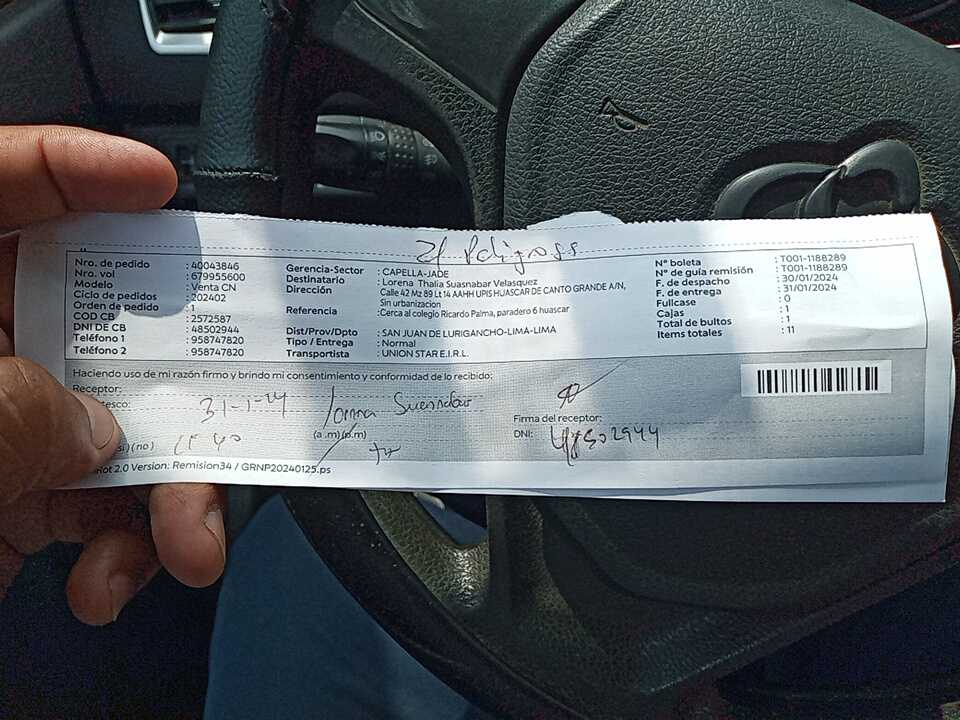 Nro. de pedido : 40043846
Nro. vol : 679955600
Modelo : Venta CN
Ciclo de pedidos : 202402
Orden de pedido : 1
COD CB : 2572587
DNI DE CB : 48502944
Teléfono 1 : 958747820
Teléfono 2 : 958747820
Gerencia-Sector : CAPELLA-JADE
Destinatario : Lorena Thalia Suasnabar Velasquez
Dirección Calle 42 Mz 89 Lt 14 AAHH UPIS HUASCAR DE CANTO GRANDE A/N,
Sin urbanizacion
Referencia :Cerca al colegio Ricardo Palma, paradero 6 huascar
Dist/Prov/Dpto : SAN JUAN DE LURIGANCHO-LIMA-LIMA
Tipo / Entrega : Normal
Transportista : UNION STAR E.I.R.L.
N° boleta : T001-1188289
N° de guía remisión : T001-1188289
F. de despacho : 30/01/2024
F. de entrega : 31/01/2024
Fullcase : 0
Cajas : 1
Total de bultos : 1
Items totales : 11
Haciendo uso de mi razón firmo y brindo mi consentimiento y conformidad de lo recibido:
Receptor:
31-1-24
Firma del receptor:
(a.m)(p.m)
DNI: 48502944
(no)
2.0 Version: Remision34 / GRNP20240125.ps